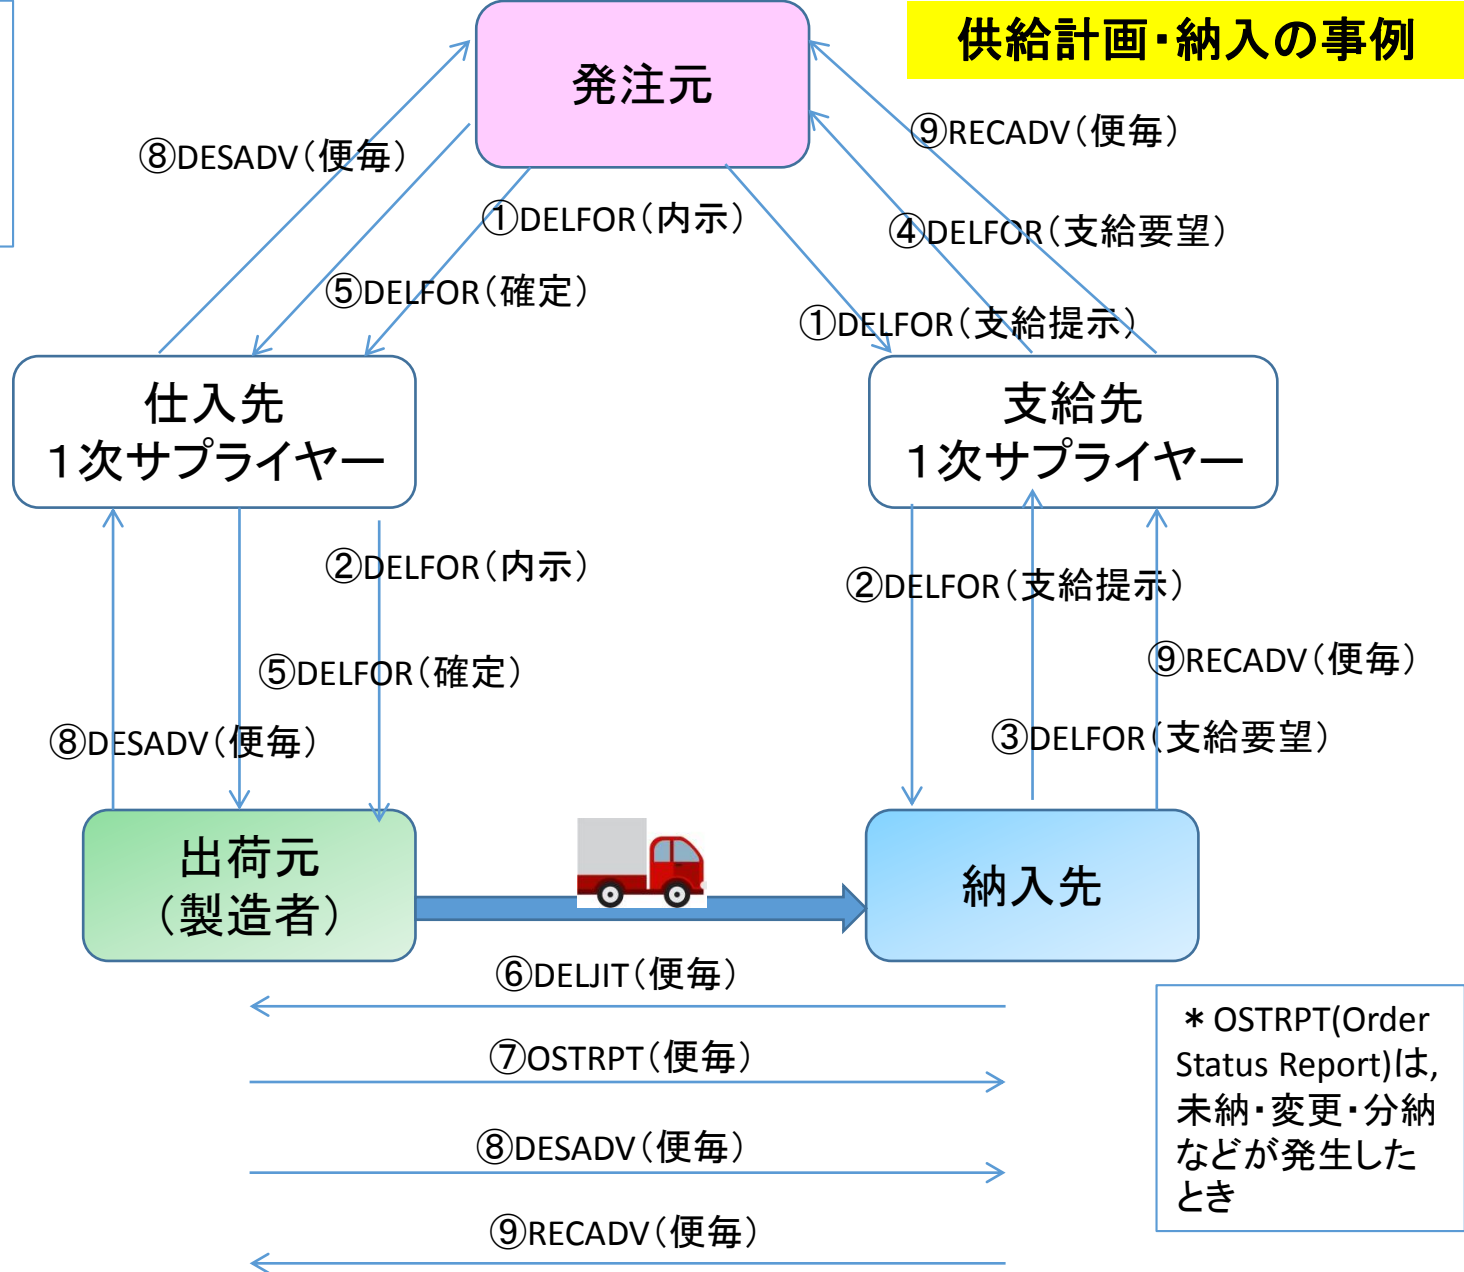 供給計画・納入の事例
発注元
⑧DESADV(便毎)
⑨RECADV(便毎)
①DELFOR(内示)
④DELFOR(支給要望)
⑤DELFOR(確定)
①DELFOR(支給提示)
仕入先
１次サプライヤー
支給先
１次サプライヤー
②DELFOR(内示)
②DELFOR(支給提示)
⑤DELFOR(確定)
⑨RECADV(便毎)
⑧DESADV(便毎)
③DELFOR(支給要望)
出荷元
(製造者)
納入先
⑥DELJIT(便毎)
⑦OSTRPT(便毎)
⑧DESADV(便毎)
⑨RECADV(便毎)
＊OSTRPT(Order
Status Report)は,
未納・変更・分納
などが発生した
とき